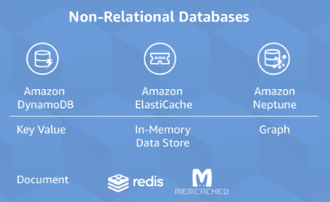 Non-Relational Databases
Amazon DynamoDB
Amazon ElastiCache
Amazon Neptune
Key Value
In-Memory Data Store
Graph
Document
redis
MEMCACHED